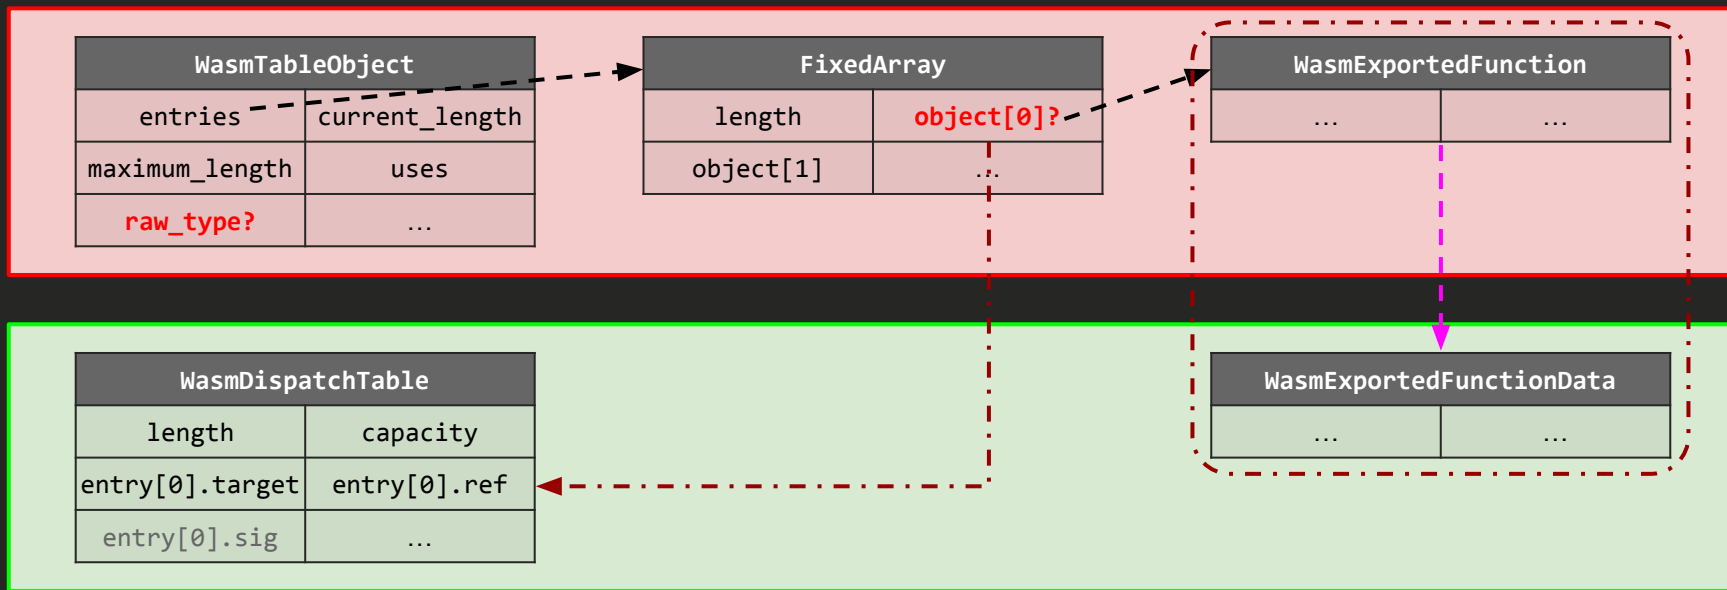 WasmTableObject
entries current_length
maximum_length uses
raw_type? ...
FixedArray
length object[0]?
object[1] ...
WasmExportedFunction
... ...
WasmDispatchTable
length capacity
entry[0].target entry[0].ref
entry[0].sig ...
WasmExportedFunctionData
... ...